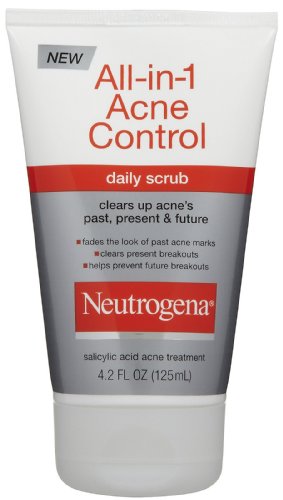 NEW
All-in-1
Acne
Control
daily scrub
clears up acne's
past, present & future
▪fades the look of past acne marks
▪clears present breakouts
▪helps prevent future breakouts
Neutrogena®
salicylic acid acne treatment
4.2 FL OZ (125mL)